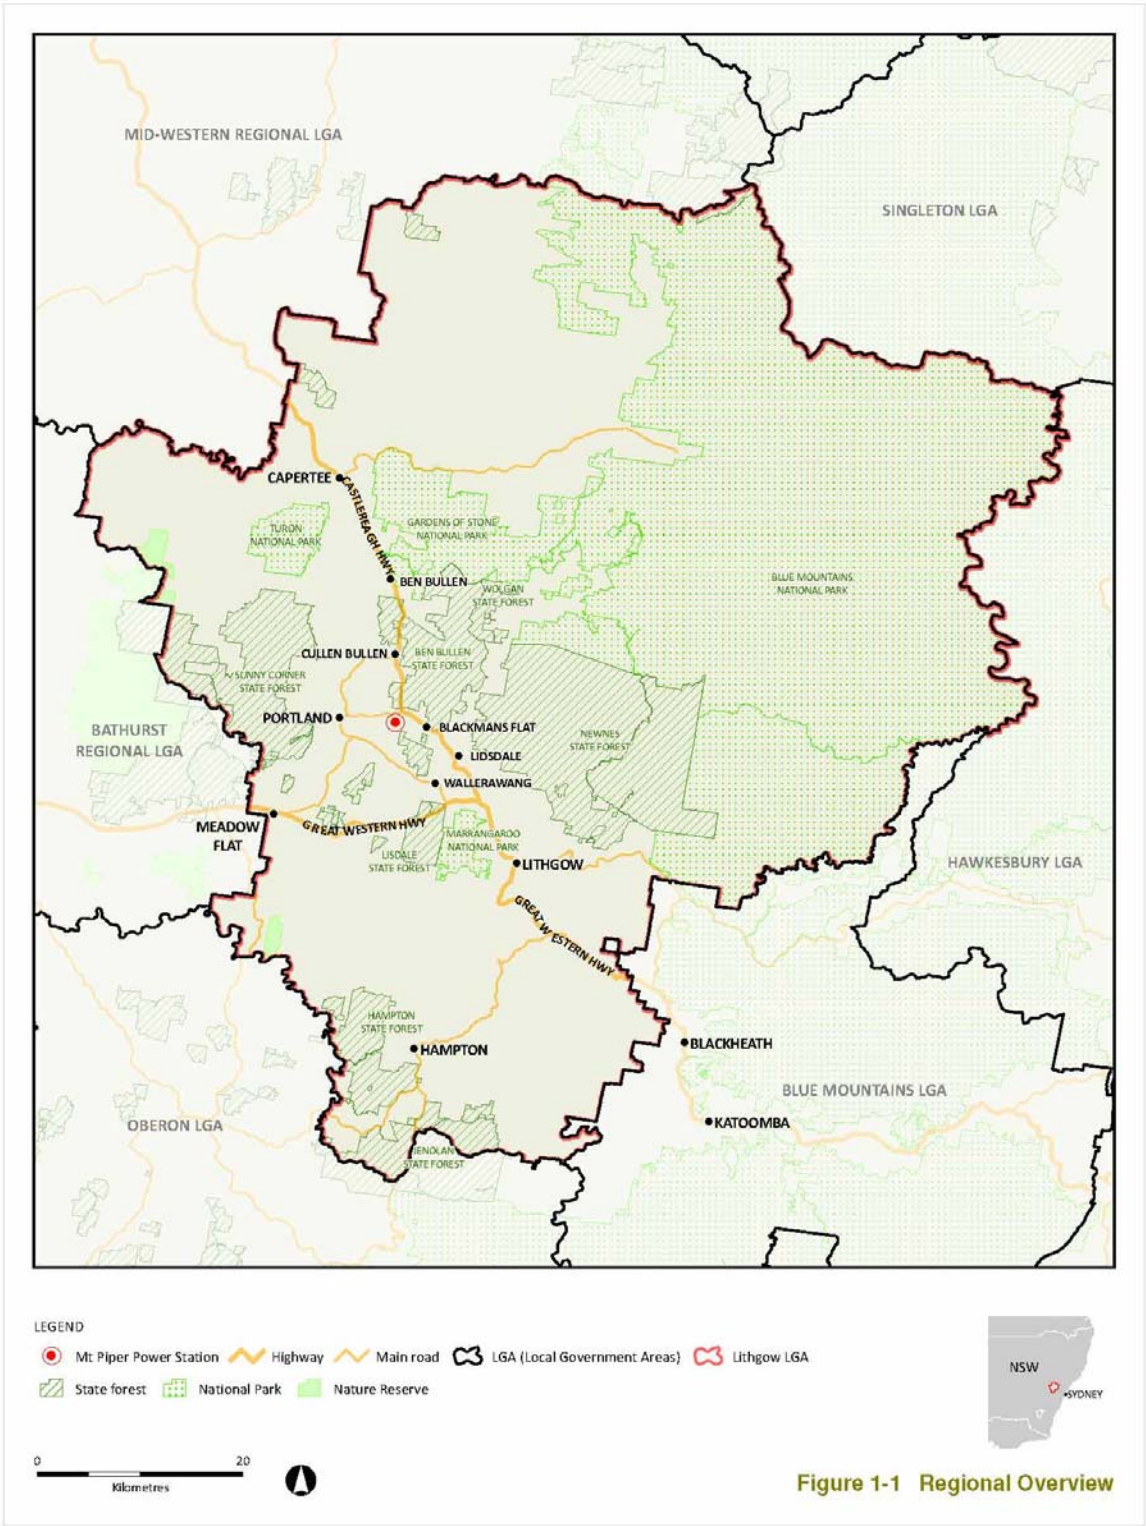 MID-WESTERN REGIONAL LGA
SINGLETON LGA
CAPERTEE
CASTLEREAGH HWY
TURON
NATIONAL PARK
GARDENS OF STONE
NATIONAL PARK
BEN BULLEN
WOLGAN
STATE FOREST
BLUE MOUNTAINS
NATIONAL PARK
CULLEN BULLEN
BEN BULLEN
STATE FOREST
SUNNY CORNER
STATE FOREST
PORTLAND
BLACKMANS FLAT
BATHURST
REGIONAL LGA
NEWNES
STATE FOREST
LIDSDALE
WALLERAWANG
MEADOW
FLAT
GREAT WESTERN HWY
MARRANGAROO
NATIONAL PARK
LISDALE
STATE FOREST
LITHGOW
HAWKESBURY LGA
GREAT WESTERN HWY
HAMPTON
STATE FOREST
HAMPTON
BLACKHEATH
BLUE MOUNTAINS LGA
OBERON LGA
KATOOMBA
JENOLAN
STATE FOREST
LEGEND
Mt Piper Power Station Highway Main road LGA (Local Government Areas) Lithgow LGA
State forest National Park Nature Reserve
NSW
SYDNEY
0 20
Kilometres
Figure 1-1 Regional Overview